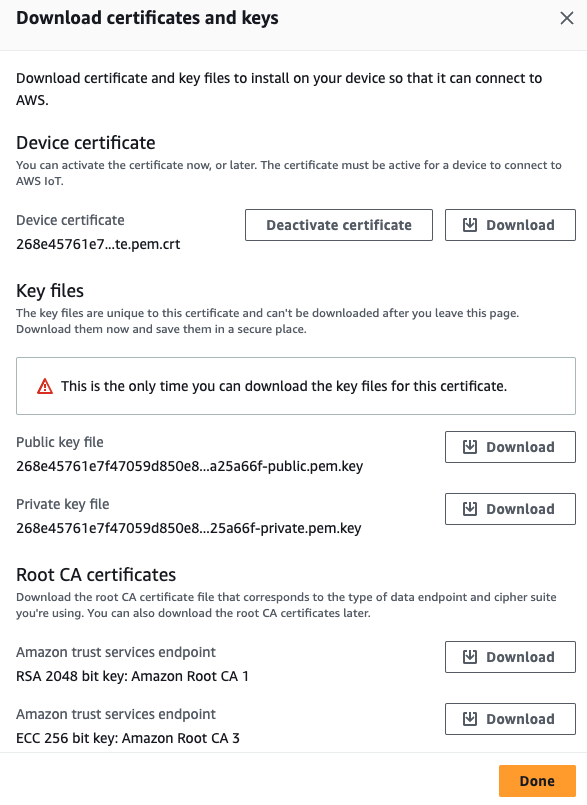 Download certificates and keys
Download certificate and key files to install on your device so that it can connect to
AWS.
Device certificate
You can activate the certificate now, or later. The certificate must be active for a device to connect to
AWS IoT.
Device certificate
268e45761e7...te.pem.crt
Deactivate certificate
Download
Key files
The key files are unique to this certificate and can't be downloaded after you leave this page.
Download them now and save them in a secure place.
This is the only time you can download the key files for this certificate.
Public key file
268e45761e7f47059d850e8...a25a66f-public.pem.key
Download
Private key file
268e45761e7f47059d850e8...25a66f-private.pem.key
Download
Root CA certificates
Download the root CA certificate file that corresponds to the type of data endpoint and cipher suite
you're using. You can also download the root CA certificates later.
Amazon trust services endpoint
RSA 2048 bit key: Amazon Root CA 1
Download
Amazon trust services endpoint
ECC 256 bit key: Amazon Root CA 3
Download
Done